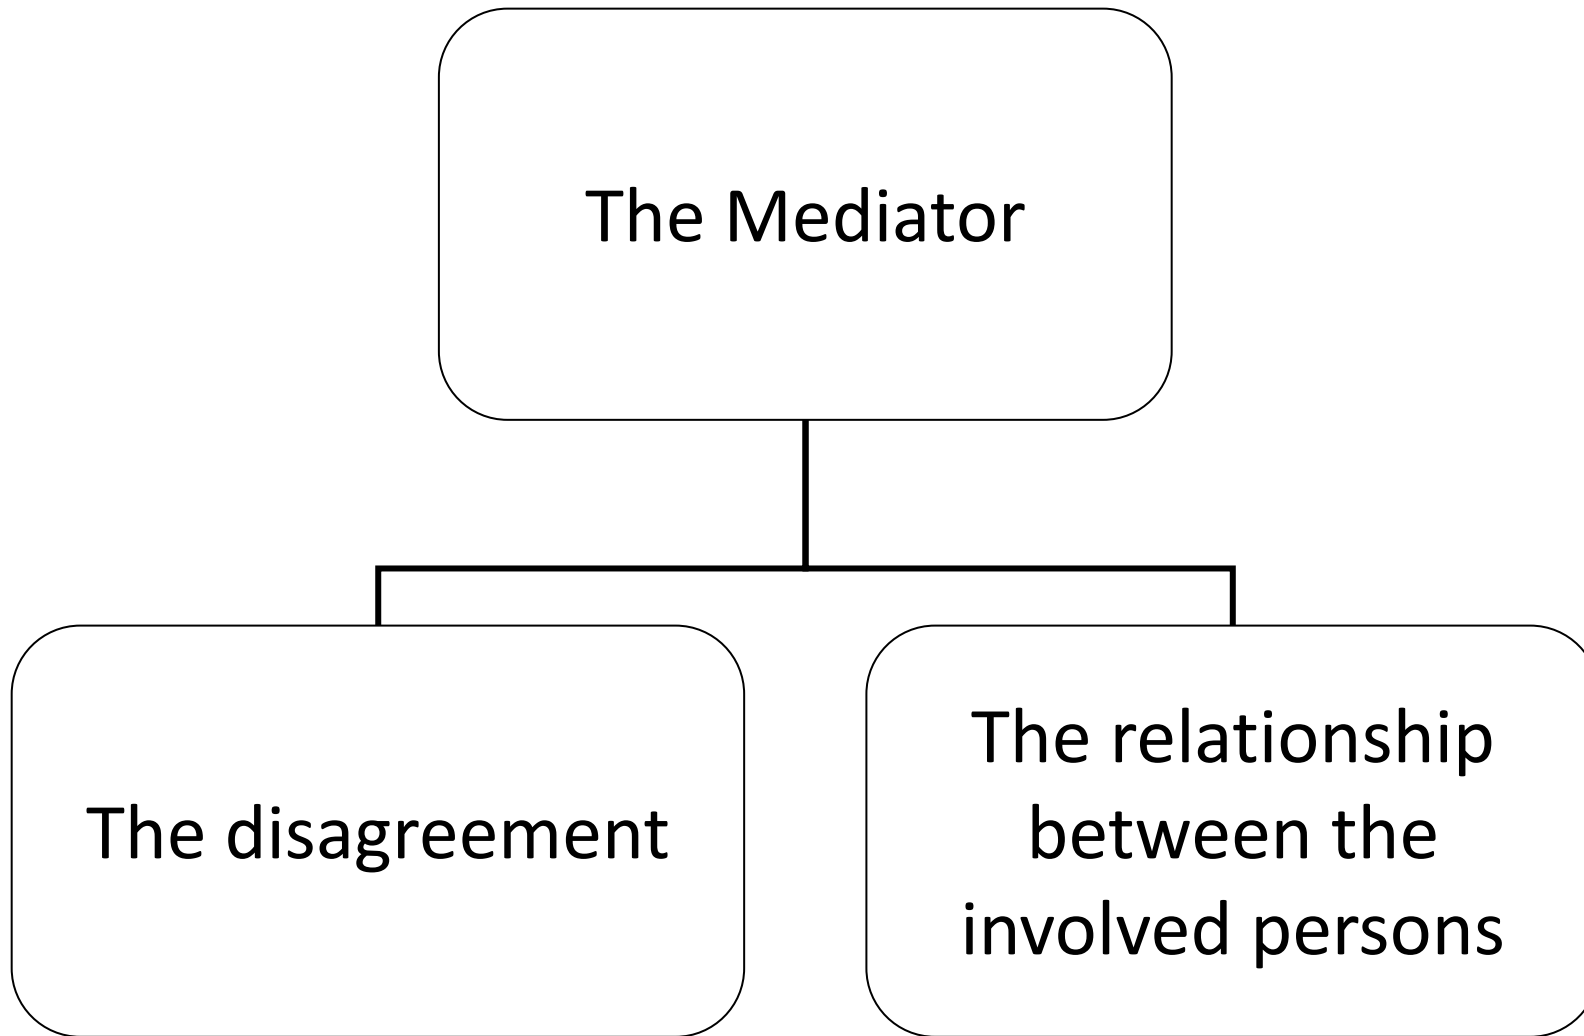 The Mediator
The disagreement
The relationship
between the
involved persons